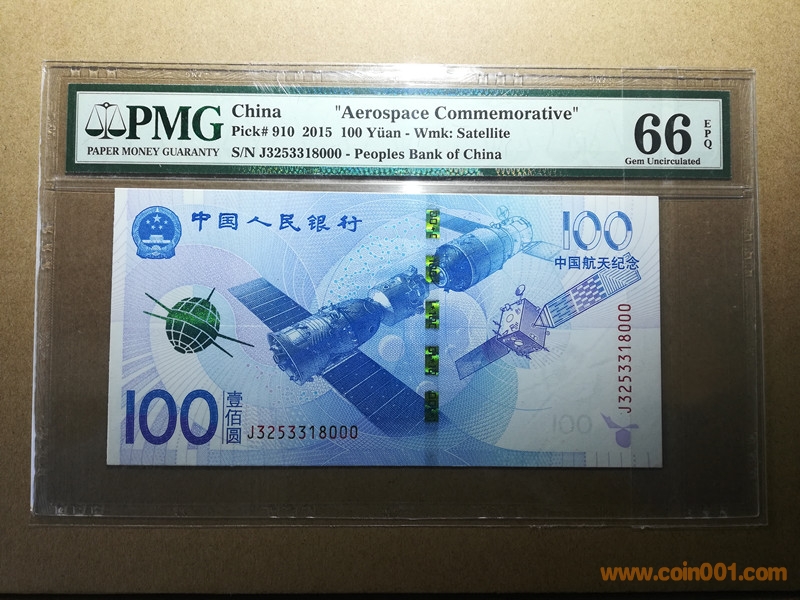 PMG
PAPER MONEY GUARANTY
China "Aerospace Commemorative"
Pick# 910 2015 100 Yüan - Wmk: Satellite
S/N J3253318000 - Peoples Bank of China
66
EPQ
Gem Uncirculated
中国人民银行
100
中国航天纪念
J3253318000
100
100
壹佰圆
J3253318000
www.coin001.com